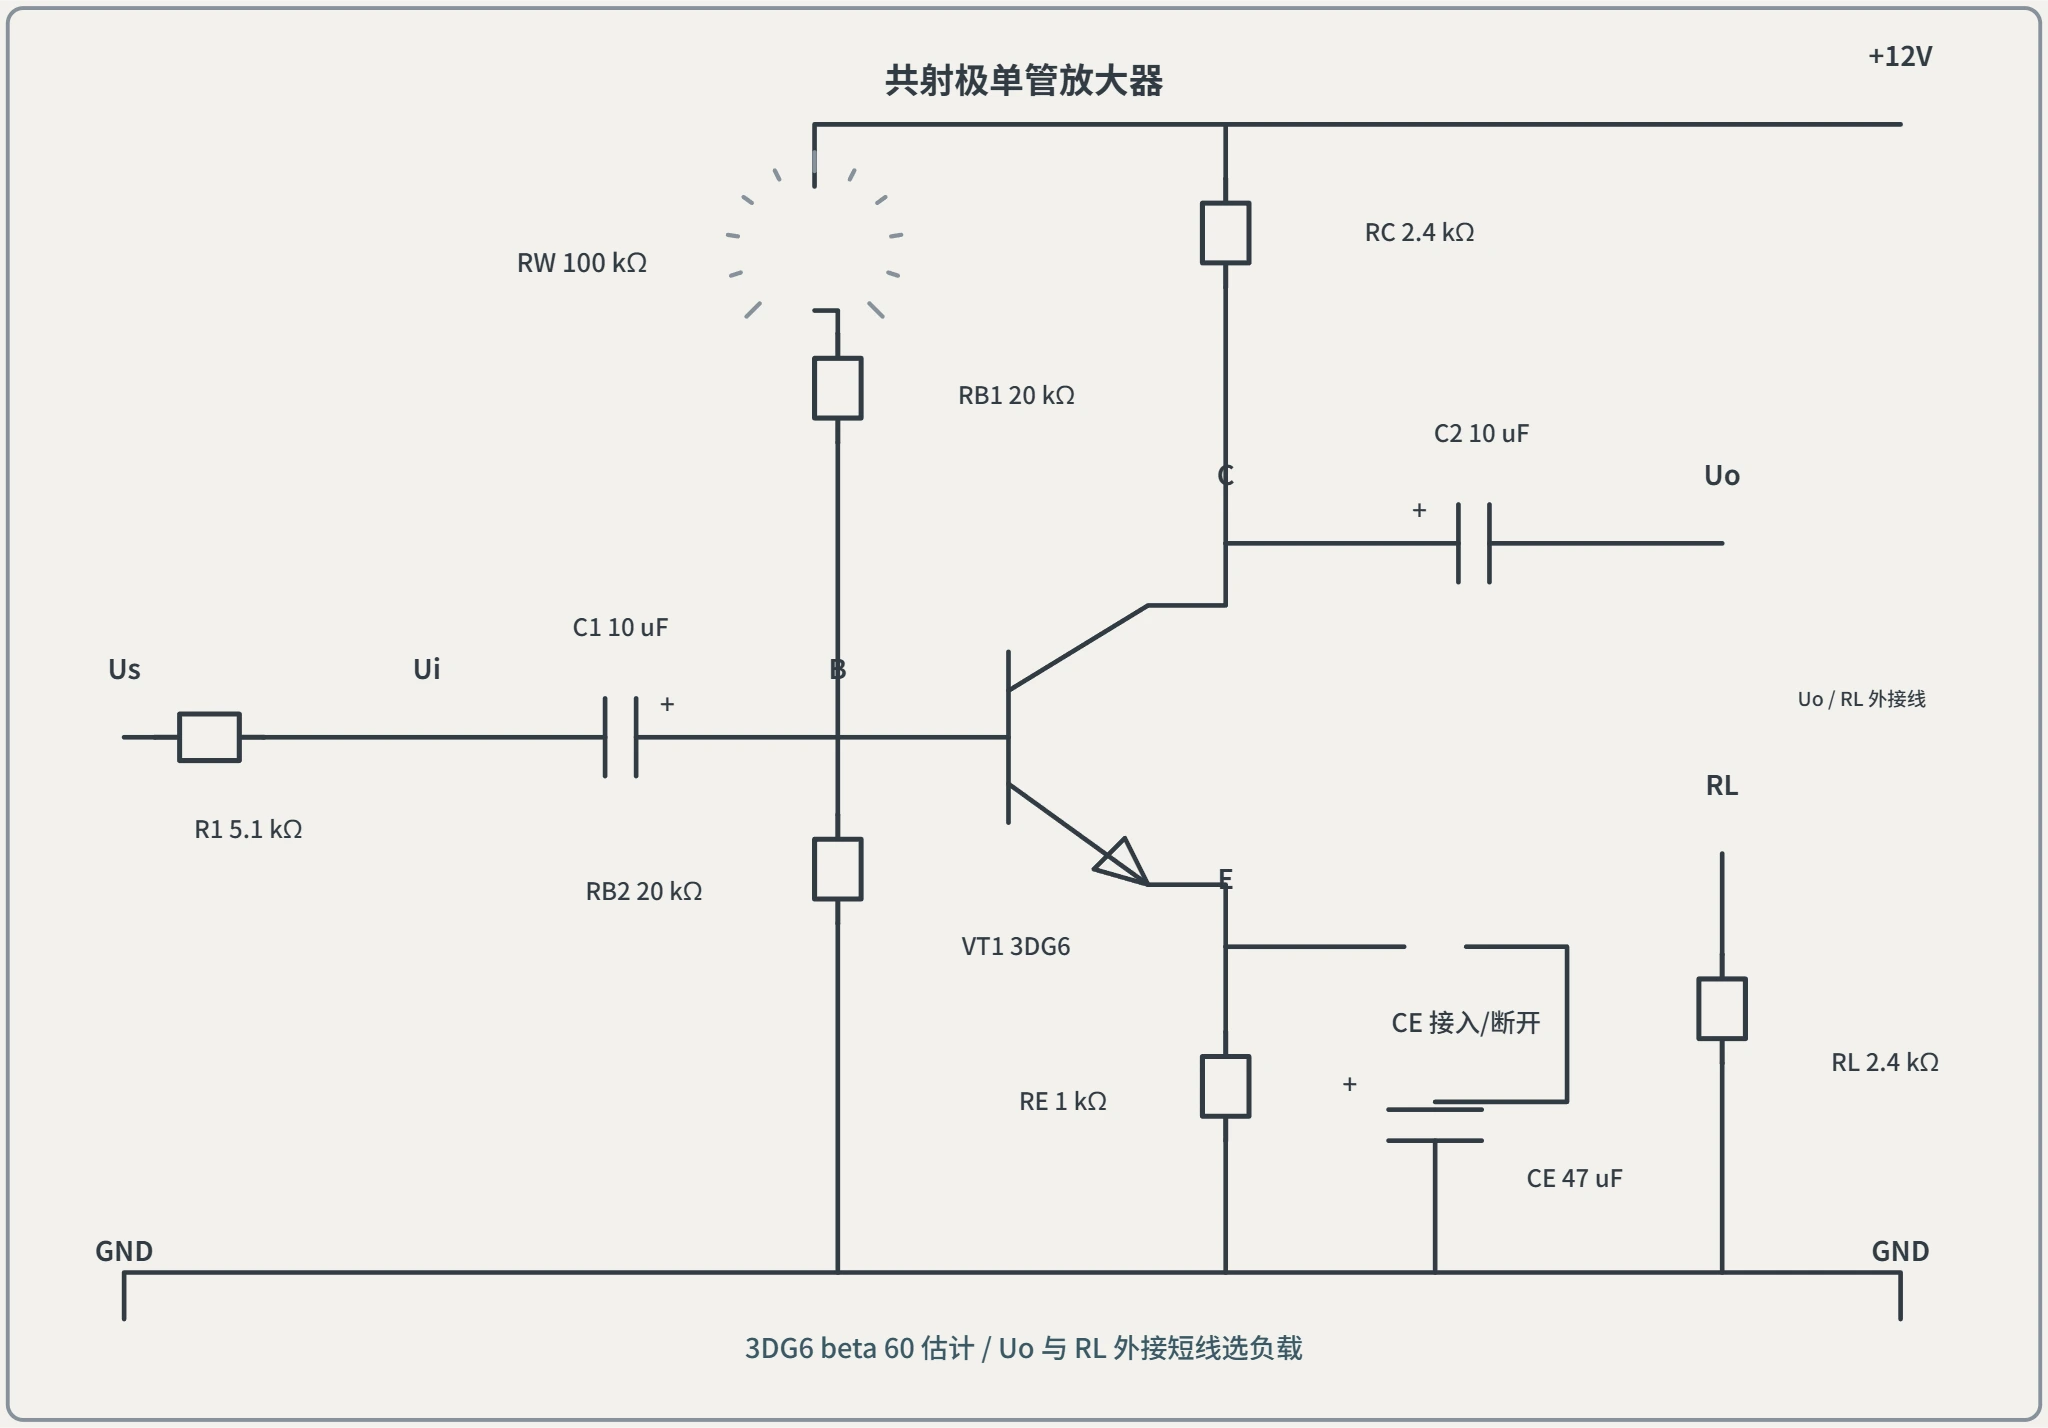 +12V
共射极单管放大器
RW 100 kΩ
RC 2.4 kΩ
RB1 20 kΩ
C2 10 uF
C
Uo
+
C1 10 uF
Us
Ui
B
+
Uo / RL 外接线
RL
R1 5.1 kΩ
RB2 20 kΩ
E
VT1 3DG6
CE 接入/断开
RL 2.4 kΩ
+
RE 1 kΩ
CE 47 uF
GND
GND
3DG6 beta 60 估计 / Uo 与 RL 外接短线选负载